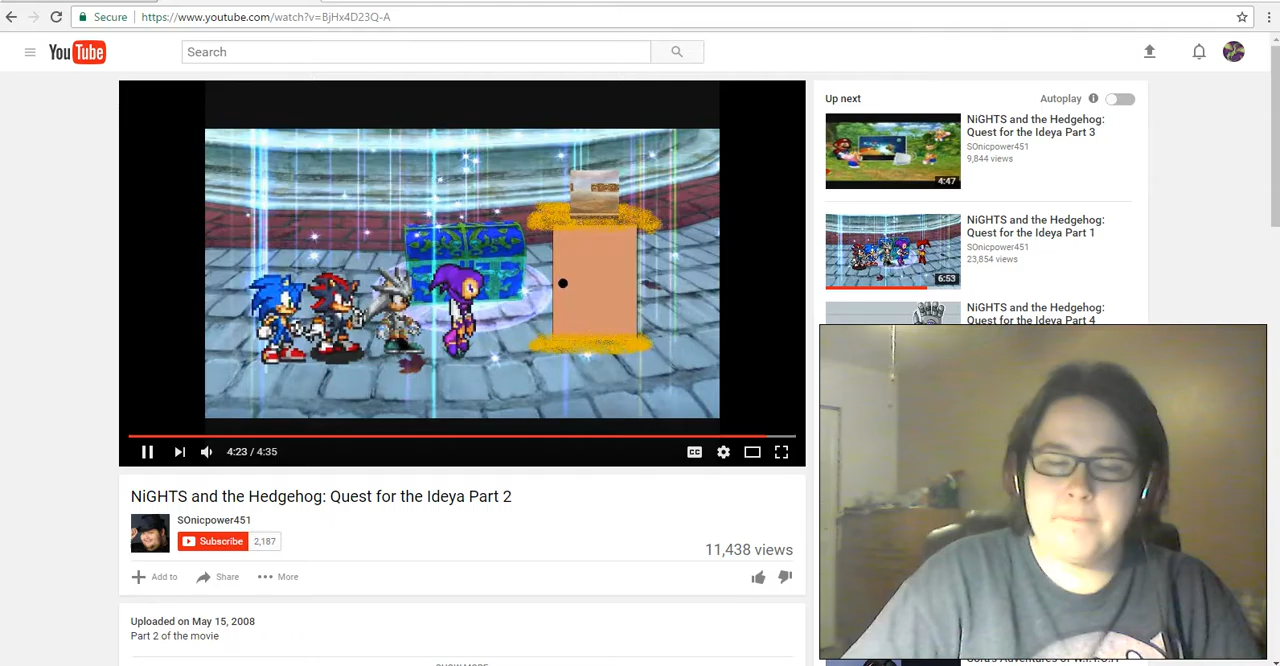 Secure
https://www.youtube.com/watch?v=BjHx4D23Q-A
YouTube
Search
NiGHTS and the Hedgehog: Quest for the Ideya Part 2
SOnicpower451
Subscribe 2,187
11,438 views
Add to Share More
Uploaded on May 15, 2008
Part 2 of the movie
SHOW MORE
4:23 / 4:35
CC
Up next
Autoplay
NiGHTS and the Hedgehog:
Quest for the Ideya Part 3
SOnicpower451
9,844 views
4:47
NiGHTS and the Hedgehog:
Quest for the Ideya Part 1
SOnicpower451
23,854 views
6:53
NiGHTS and the Hedgehog:
Quest for the Ideya Part 4